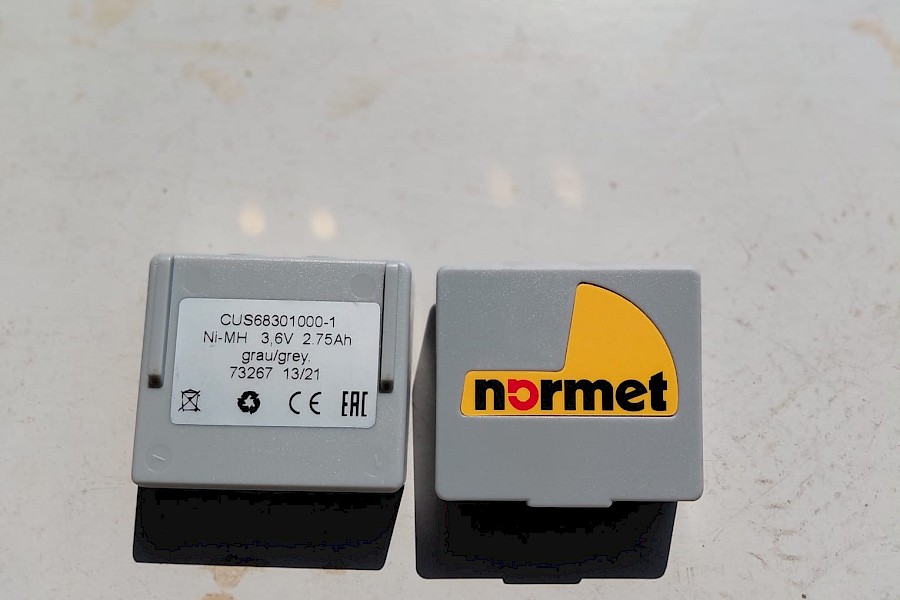 CUS68301000-1
Ni-MH 3,6V 2.75Ah
grau/grey,
73267 13/21
CE EAC
normet